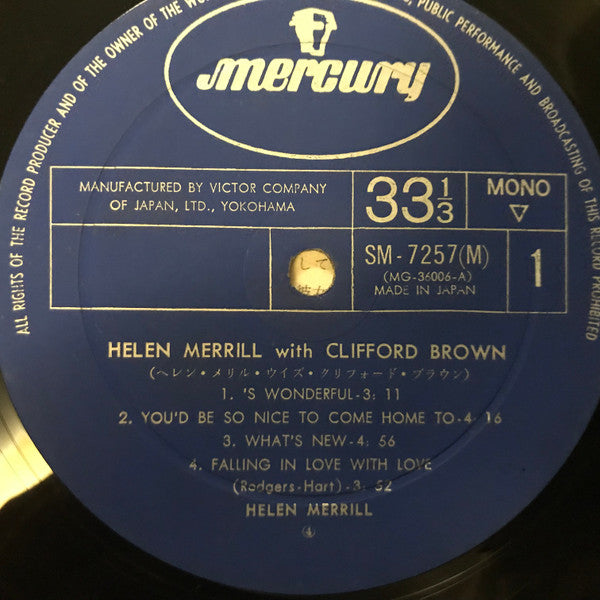 ALL RIGHTS OF THE RECORD PRODUCER AND OF THE OWNER OF THE
PUBLIC PERFORMANCE AND BROADCASTING OF THIS RECORD PROHIBITED
mercury
MANUFACTURED BY VICTOR COMPANY
OF JAPAN, LTD., YOKOHAMA
33 1/3
MONO
▽
SM-7257(M)
(MG-36006-A)
MADE IN JAPAN
1
して
HELEN MERRILL with CLIFFORD BROWN
(ヘレン・メリル・ウイズ・クリフォード・ブラウン)
1. 'S WONDERFUL-3: 11
2. YOU'D BE SO NICE TO COME HOME TO-4: 16
3. WHAT'S NEW-4: 56
4. FALLING IN LOVE WITH LOVE
(Rodgers-Hart)-3: 52
HELEN MERRILL
④